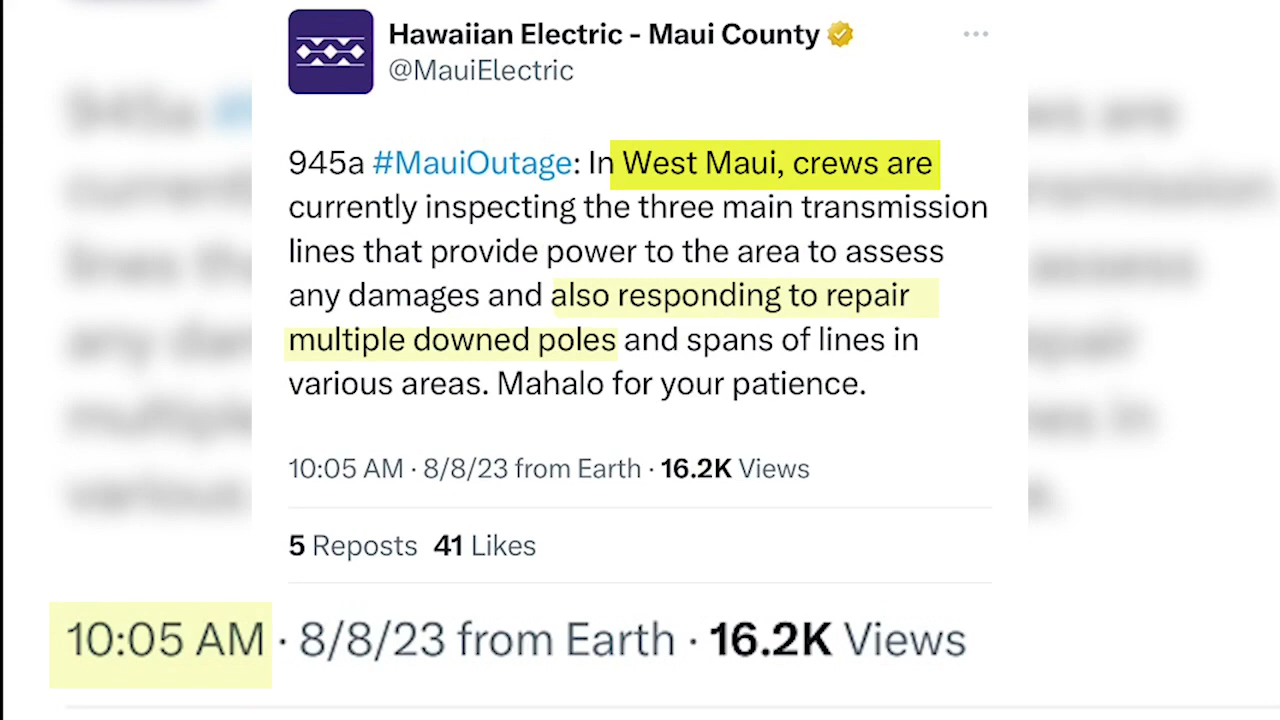 Hawaiian Electric - Maui County
@MauiElectric
945a #MauiOutage: In West Maui, crews are
currently inspecting the three main transmission
lines that provide power to the area to assess
any damages and also responding to repair
multiple downed poles and spans of lines in
various areas. Mahalo for your patience.
10:05 AM · 8/8/23 from Earth · 16.2K Views
5 Reposts 41 Likes
10:05 AM · 8/8/23 from Earth · 16.2K Views